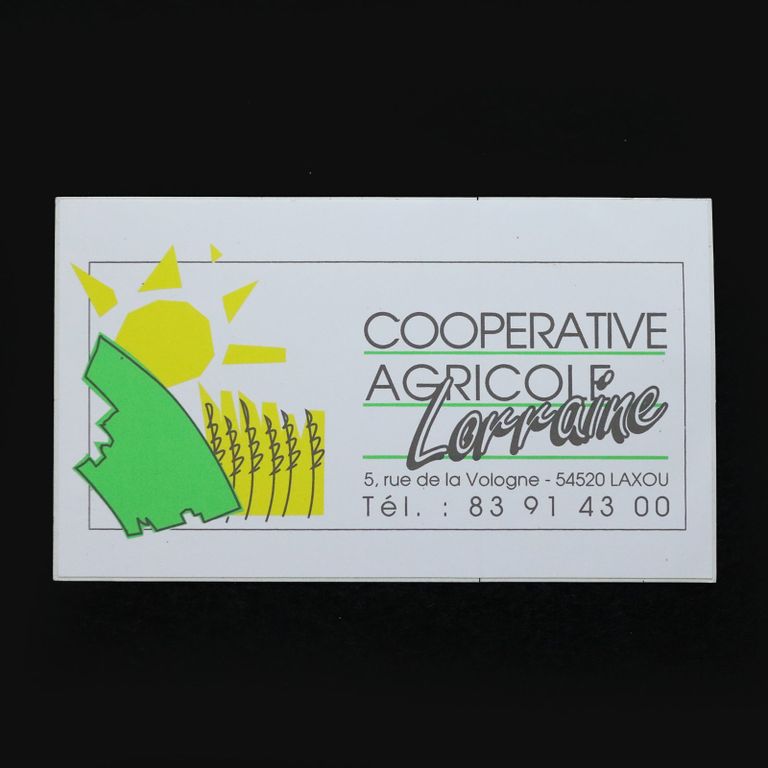 COOPERATIVE
AGRICOLE
Lorraine
5, rue de la Vologne - 54520 LAXOU
Tél. : 83 91 43 00